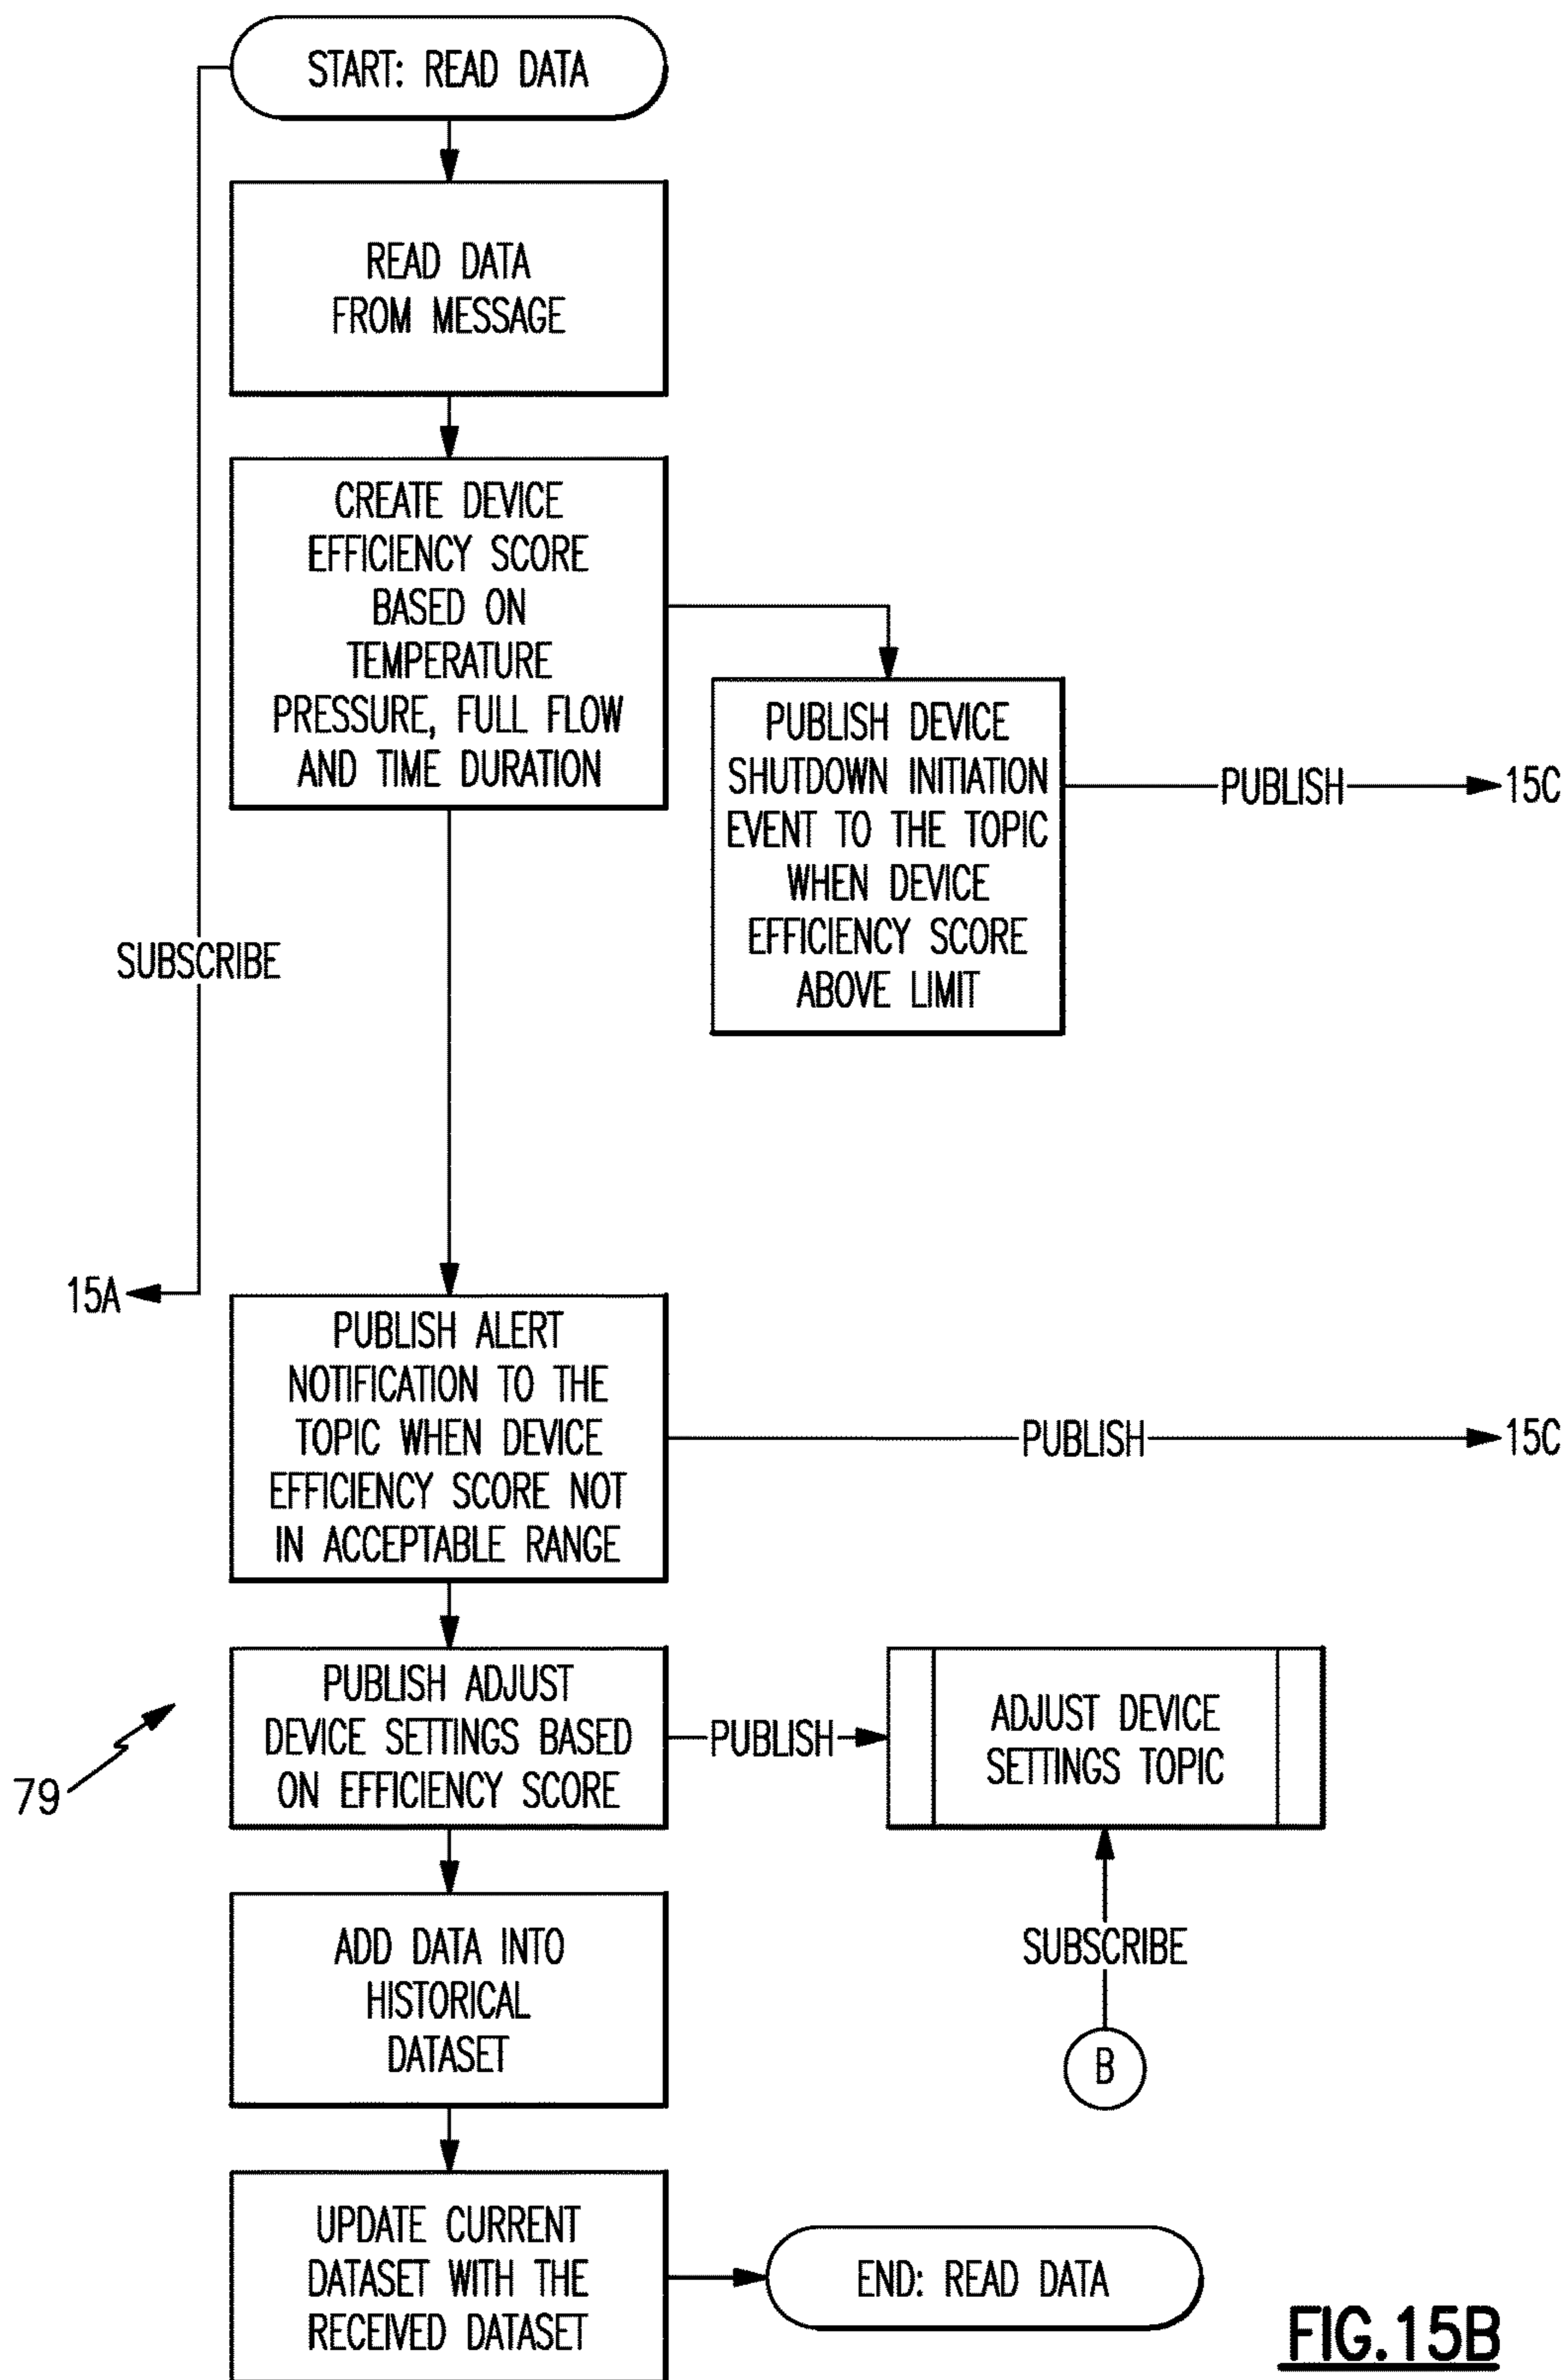 START: READ DATA
READ DATA
FROM MESSAGE
CREATE DEVICE
EFFICIENCY SCORE
BASED ON
TEMPERATURE
PRESSURE, FULL FLOW
AND TIME DURATION
PUBLISH DEVICE
SHUTDOWN INITIATION
EVENT TO THE TOPIC
WHEN DEVICE
EFFICIENCY SCORE
ABOVE LIMIT
PUBLISH
15C
SUBSCRIBE
15A
PUBLISH ALERT
NOTIFICATION TO THE
TOPIC WHEN DEVICE
EFFICIENCY SCORE NOT
IN ACCEPTABLE RANGE
PUBLISH
15C
79
PUBLISH ADJUST
DEVICE SETTINGS BASED
ON EFFICIENCY SCORE
PUBLISH
ADJUST DEVICE
SETTINGS TOPIC
SUBSCRIBE
B
ADD DATA INTO
HISTORICAL
DATASET
UPDATE CURRENT
DATASET WITH THE
RECEIVED DATASET
END: READ DATA
FIG.15B